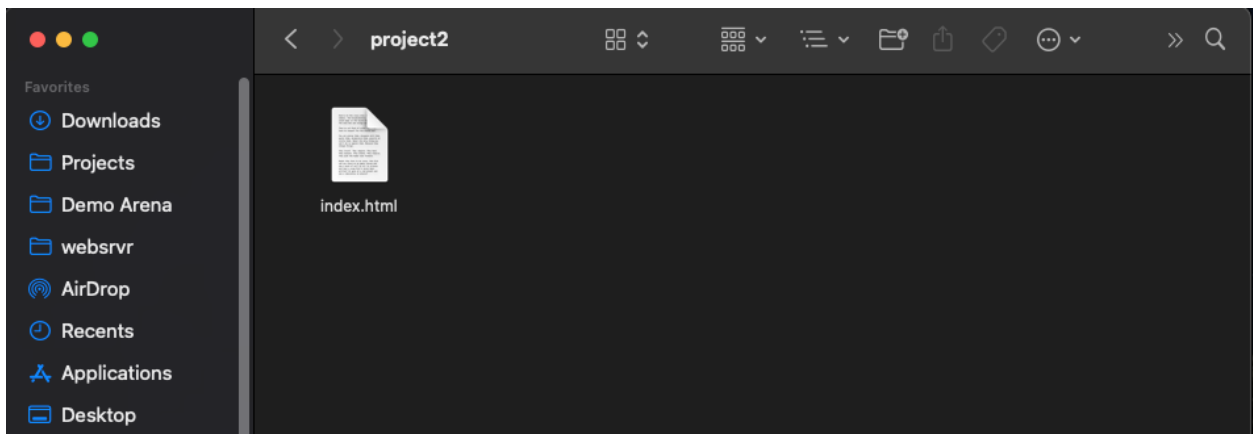 project2
Favorites
Downloads
Projects
Demo Arena
websrvr
AirDrop
Recents
Applications
Desktop
index.html